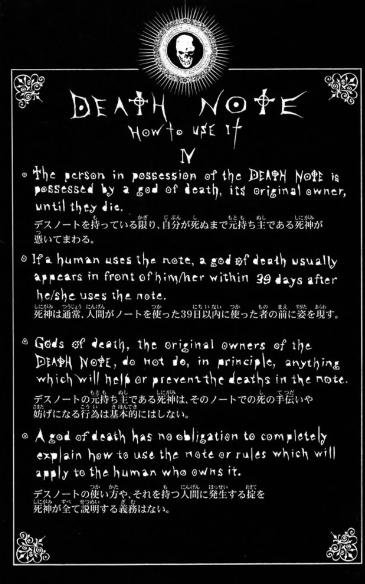 DEATH NOTE
HOW to USE It
IV
The person in possession of the DEATH NOTE is
possessed by a god of death, its original owner,
until they die.
デスノートを持っている限り、自分が死ぬまで元持ち主である死神が
憑いてまわる。
If a human uses the note, a god of death usually
appears in front of him/her within 39 days after
he/she uses the note.
死神は通常、人間がノートを使った39日以内に使った者の前に姿を現す。
Gods of death, the original owners of the
DEATH NOTE, do not do, in principle, anything
which will help or prevent the deaths in the note.
デスノートの元持ち主である死神は、そのノートでの死の手伝いや
妨げになる行為は基本的にはしない。
A god of death has no obligation to completely
explain how to use the note or rules which will
apply to the human who owns it.
デスノートの使い方や、それを持つ人間に発生する掟を
死神が全て説明する義務はない。